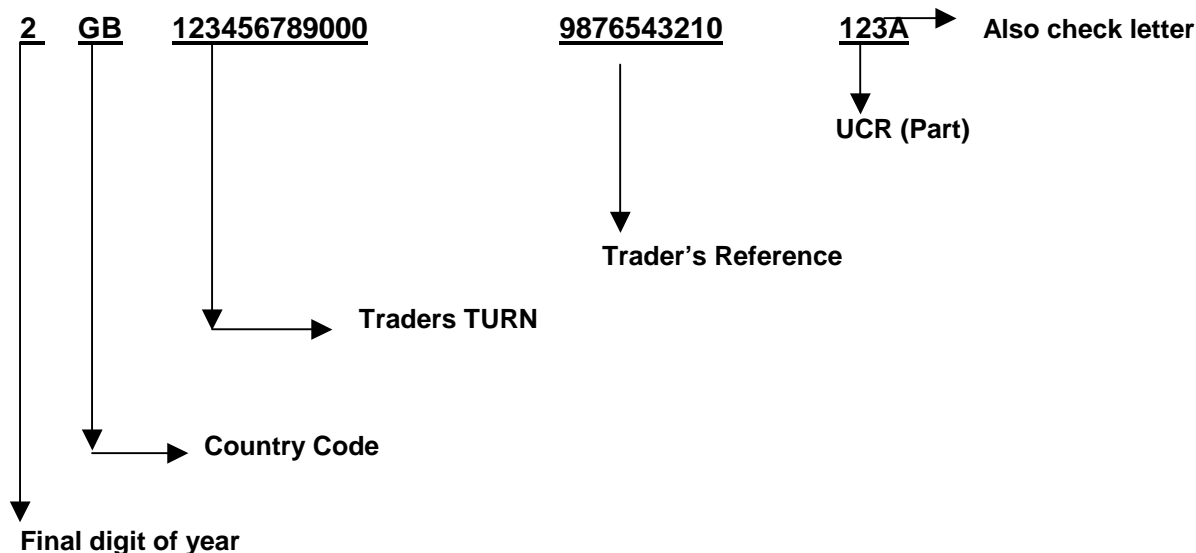 2 GB 123456789000 9876543210 123A Also check letter
UCR (Part)
Trader’s Reference
Traders TURN
Country Code
Final digit of year